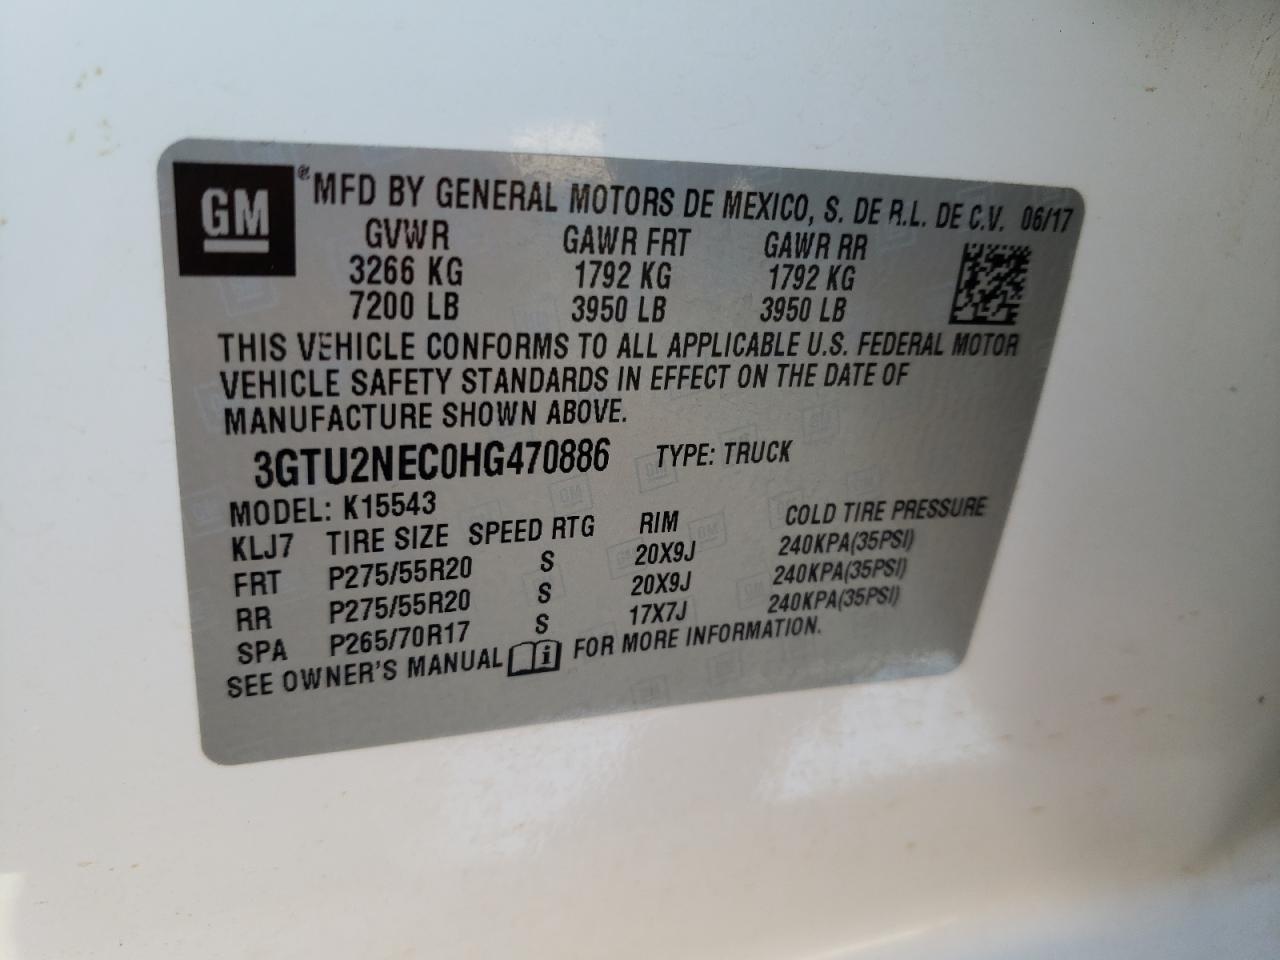 GM ® MFD BY GENERAL MOTORS DE MEXICO, S. DE R.L. DE C.V. 06/17
GVWR GAWR FRT GAWR RR
3266 KG 1792 KG 1792 KG
7200 LB 3950 LB 3950 LB
THIS VEHICLE CONFORMS TO ALL APPLICABLE U.S. FEDERAL MOTOR
VEHICLE SAFETY STANDARDS IN EFFECT ON THE DATE OF
MANUFACTURE SHOWN ABOVE.
3GTU2NEC0HG470886 TYPE: TRUCK
MODEL: K15543
KLJ7 TIRE SIZE SPEED RTG RIM COLD TIRE PRESSURE
FRT P275/55R20 S 20X9J 240KPA(35PSI)
RR P275/55R20 S 20X9J 240KPA(35PSI)
SPA P265/70R17 S 17X7J 240KPA(35PSI)
SEE OWNER'S MANUAL i FOR MORE INFORMATION.